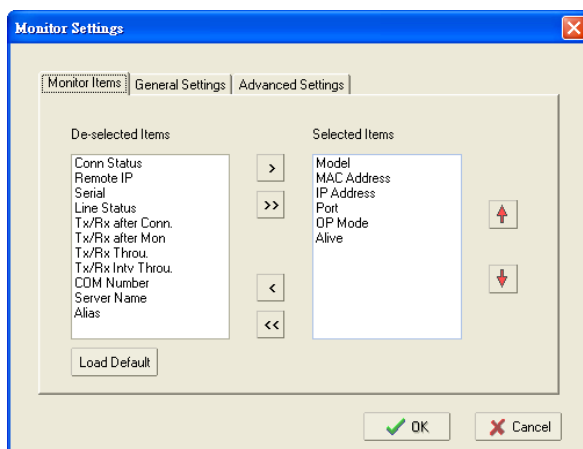 Monitor Settings
Monitor Items
General Settings
Advanced Settings
De-selected Items
Conn Status
Remote IP
Serial
Line Status
Tx/Rx after Conn.
Tx/Rx after Mon
Tx/Rx Throu.
Tx/Rx Intv Throu.
COM Number
Server Name
Alias
>
>>
<
<<
Selected Items
Model
MAC Address
IP Address
Port
OP Mode
Alive
Load Default
OK
Cancel